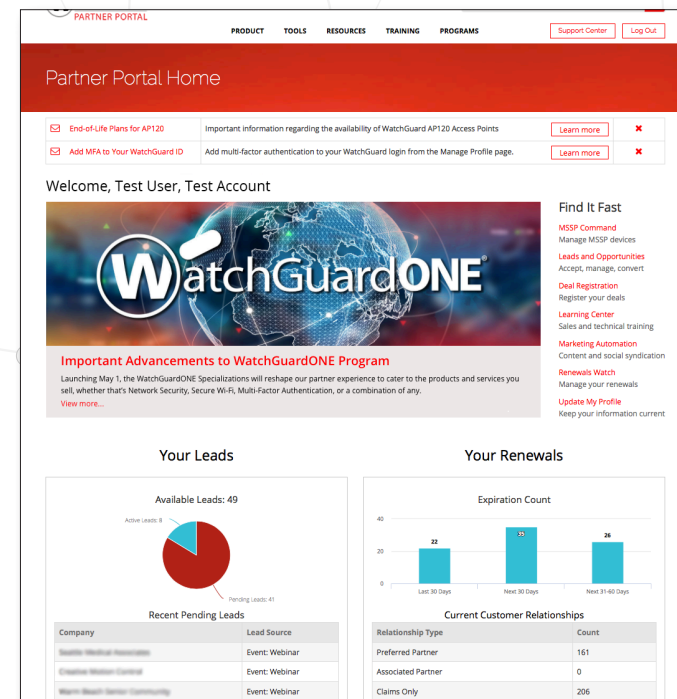 PARTNER PORTAL
PRODUCT TOOLS RESOURCES TRAINING PROGRAMS
Support Center Log Out
Partner Portal Home
End-of-Life Plans for AP120 Important information regarding the availability of WatchGuard AP120 Access Points Learn more
Add MFA to Your WatchGuard ID Add multi-factor authentication to your WatchGuard login from the Manage Profile page. Learn more
Welcome, Test User, Test Account
WatchGuardONE
Important Advancements to WatchGuardONE Program
Launching May 1, the WatchGuardONE Specializations will reshape our partner experience to cater to the products and services you
sell, whether that's Network Security, Secure Wi-Fi, Multi-Factor Authentication, or a combination of any.
View more...
Find It Fast
MSSP Command
Manage MSSP devices
Leads and Opportunities
Accept, manage, convert
Deal Registration
Register your deals
Learning Center
Sales and technical training
Marketing Automation
Content and social syndication
Renewals Watch
Manage your renewals
Update My Profile
Keep your information current
Your Leads
Available Leads: 49
Active Leads: 8
Pending Leads: 41
Recent Pending Leads
Company Lead Source
Event: Webinar
Event: Webinar
Event: Webinar
Your Renewals
Expiration Count
40
20
0
22
35
26
Last 30 Days Next 30 Days Next 31-60 Days
Current Customer Relationships
Relationship Type Count
Preferred Partner 161
Associated Partner 0
Claims Only 206